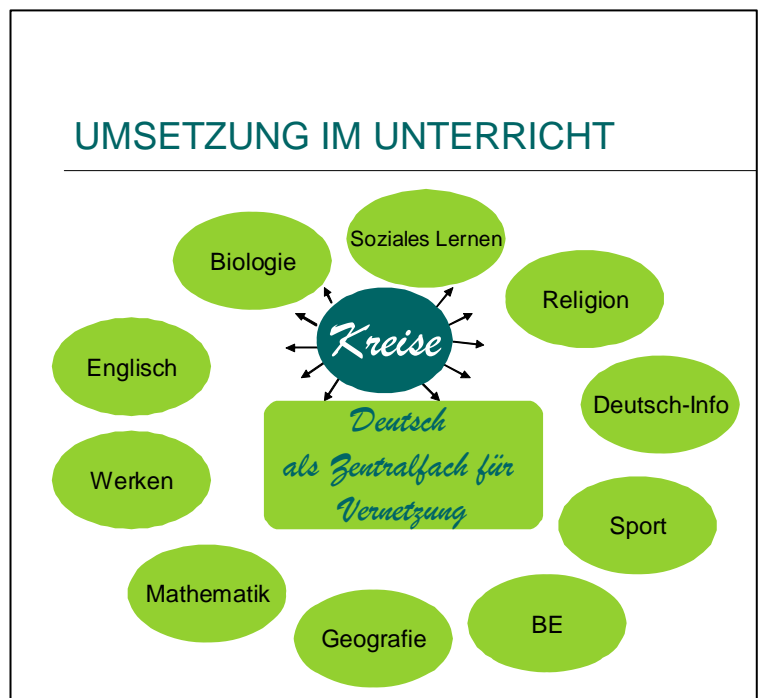 UMSETZUNG IM UNTERRICHT
Soziales Lernen
Biologie
Religion
Kreise
Englisch
Deutsch-Info
Deutsch
als Zentralfach für
Vernetzung
Werken
Sport
Mathematik
BE
Geografie